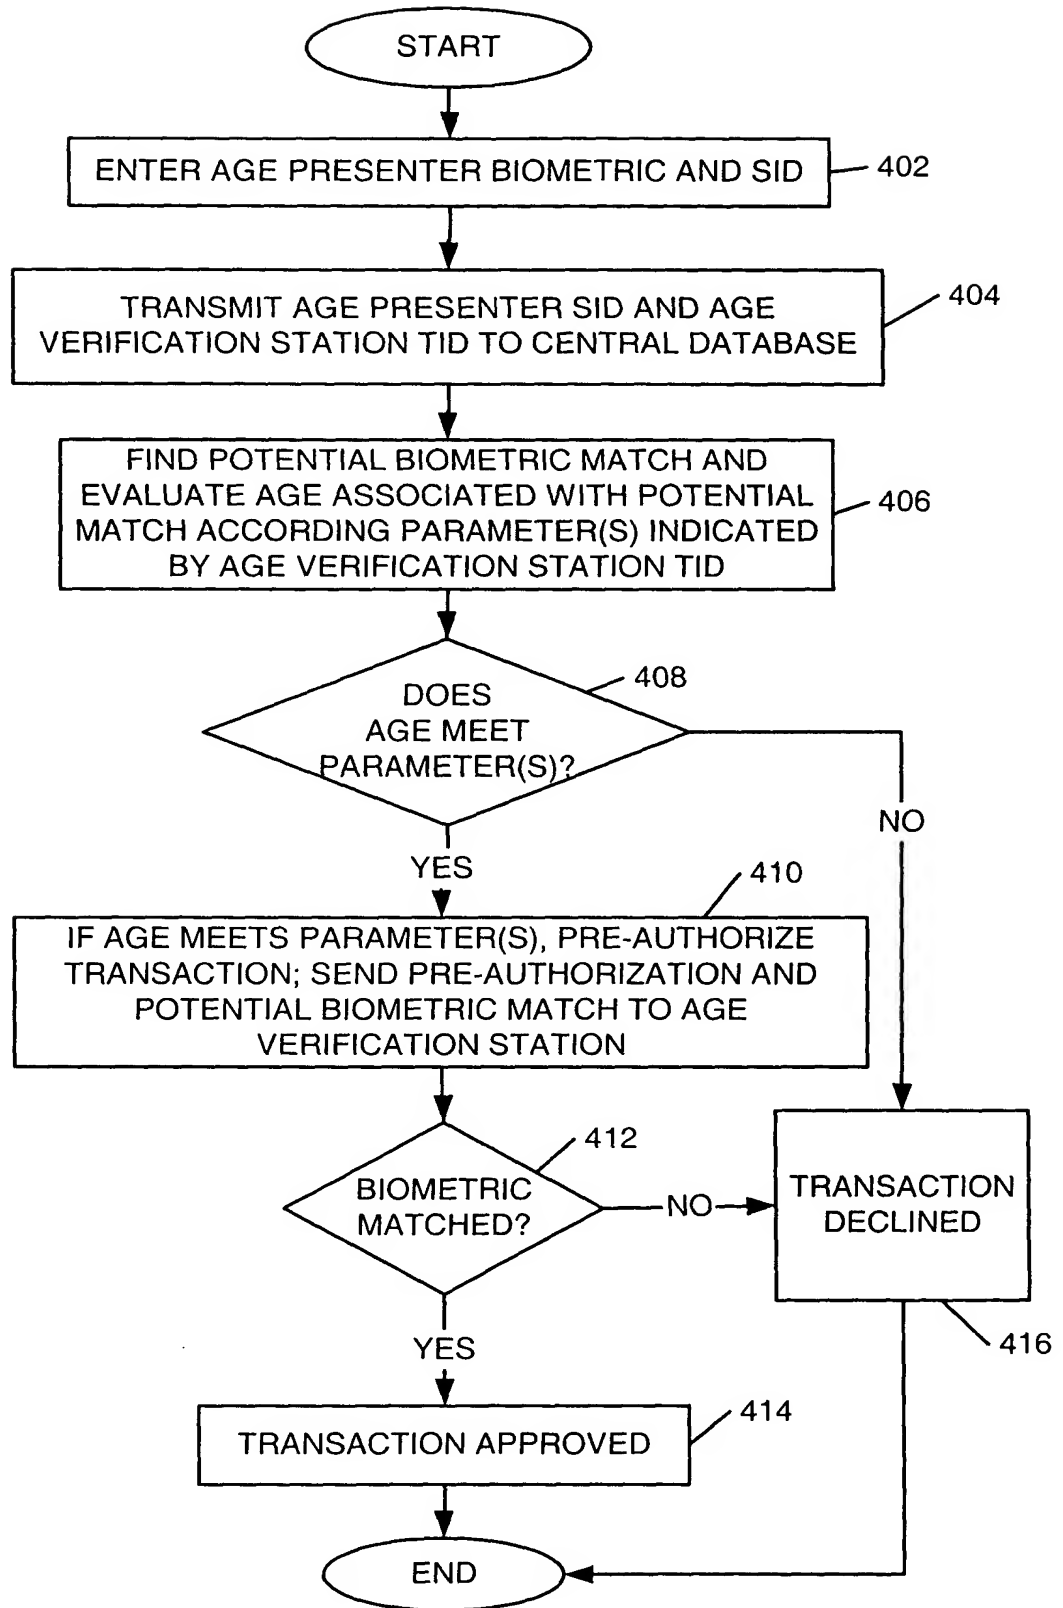 START
ENTER AGE PRESENTER BIOMETRIC AND SID
402
TRANSMIT AGE PRESENTER SID AND AGE
VERIFICATION STATION TID TO CENTRAL DATABASE
404
FIND POTENTIAL BIOMETRIC MATCH AND
EVALUATE AGE ASSOCIATED WITH POTENTIAL
MATCH ACCORDING PARAMETER(S) INDICATED
BY AGE VERIFICATION STATION TID
406
DOES
AGE MEET
PARAMETER(S)?
408
NO
YES
410
IF AGE MEETS PARAMETER(S), PRE-AUTHORIZE
TRANSACTION; SEND PRE-AUTHORIZATION AND
POTENTIAL BIOMETRIC MATCH TO AGE
VERIFICATION STATION
412
BIOMETRIC
MATCHED?
NO
TRANSACTION
DECLINED
416
YES
414
TRANSACTION APPROVED
END